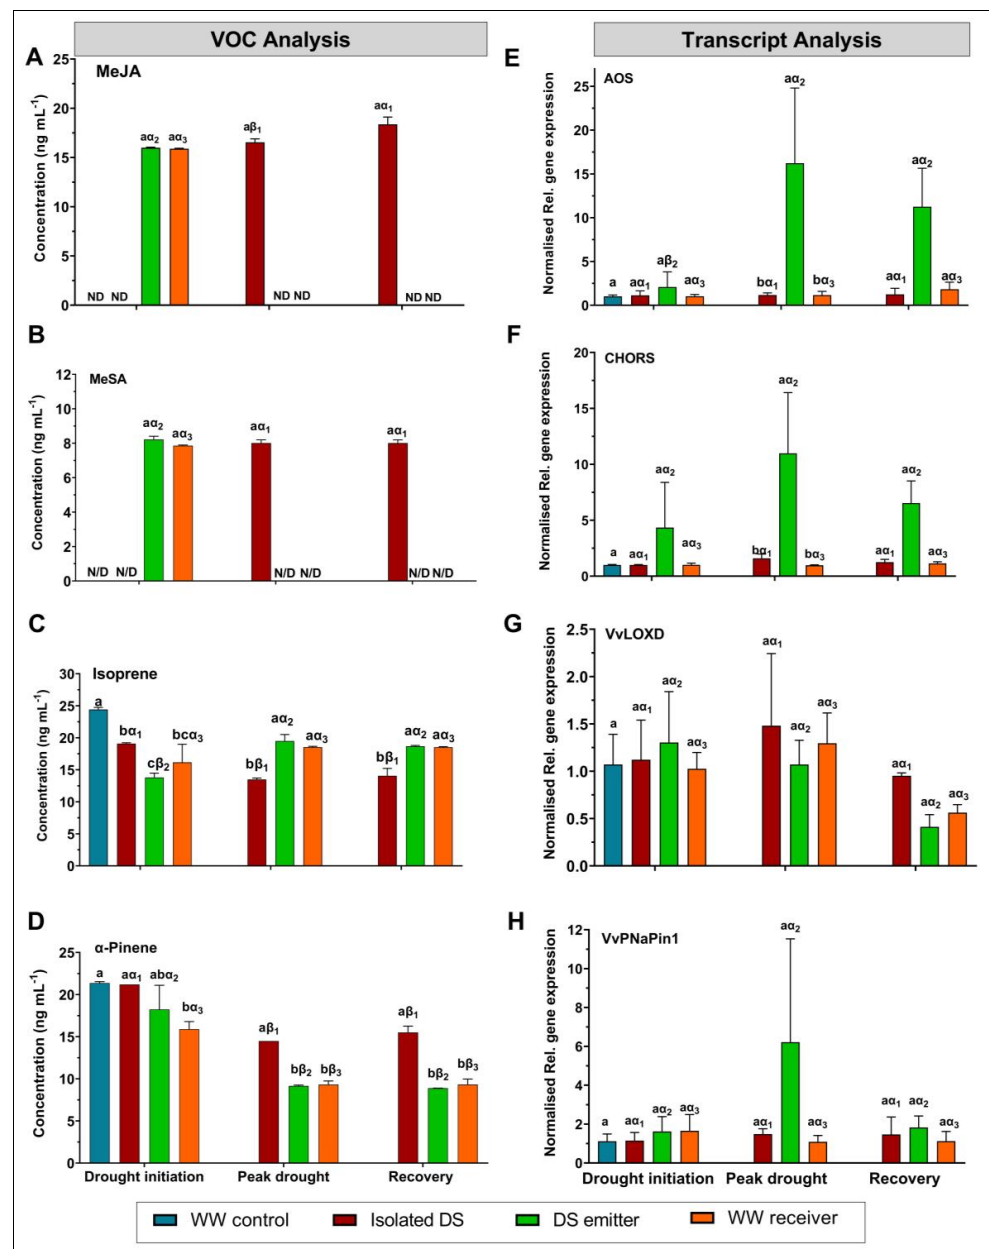 VOC Analysis
Transcript Analysis
A
MeJA
Concentration (ng mL⁻¹)
25
20
15
10
5
0
ND ND
aα₂ aα₃
aβ₁
ND ND
aα₁
ND ND
B
MeSA
Concentration (ng mL⁻¹)
12
10
8
6
4
2
0
N/D N/D
aα₂
aα₃
aα₁
N/D N/D
aα₁
N/D N/D
C
Isoprene
Concentration (ng mL⁻¹)
30
25
20
15
10
5
0
a
bα₁
cβ₂
bcα₃
bβ₁
aα₂
aα₃
bβ₁
aα₂ aα₃
D
α-Pinene
Concentration (ng mL⁻¹)
25
20
15
10
5
0
a
aα₁
abα₂
bα₃
aβ₁
bβ₂ bβ₃
aβ₁
bβ₂
bβ₃
Drought initiation
Peak drought
Recovery
E
AOS
Normalised Rel. gene expression
25
20
15
10
5
0
a
aα₁
aβ₂
aα₃
bα₁
aα₂
bα₃
aα₁
aα₂
aα₃
F
CHORS
Normalised Rel. gene expression
20
15
10
5
0
a
aα₁
aα₂
aα₃
bα₁
aα₂
bα₃
aα₁
aα₂
aα₃
G
VvLOXD
Normalised Rel. gene expression
2.5
2.0
1.5
1.0
0.5
0.0
a
aα₁
aα₂
aα₃
aα₁
aα₂
aα₃
aα₁
aα₂
aα₃
H
VvPNaPin1
Normalised Rel. gene expression
12
10
8
6
4
2
0
a
aα₁
aα₂
aα₃
aα₁
aα₂
aα₃
aα₁
aα₂
aα₃
Drought initiation
Peak drought
Recovery
WW control
Isolated DS
DS emitter
WW receiver